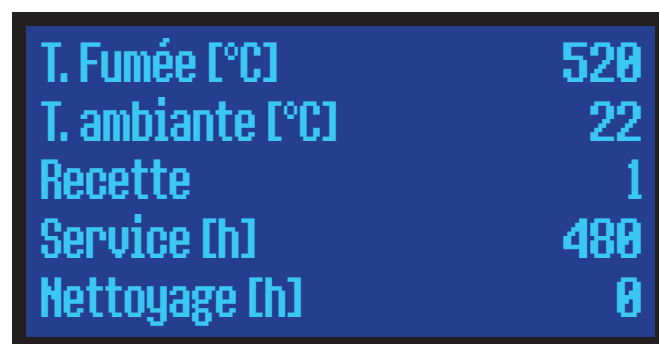 T. Fumée [°C] 520
T. ambiante [°C] 22
Recette 1
Service [h] 480
Nettoyage [h] 0